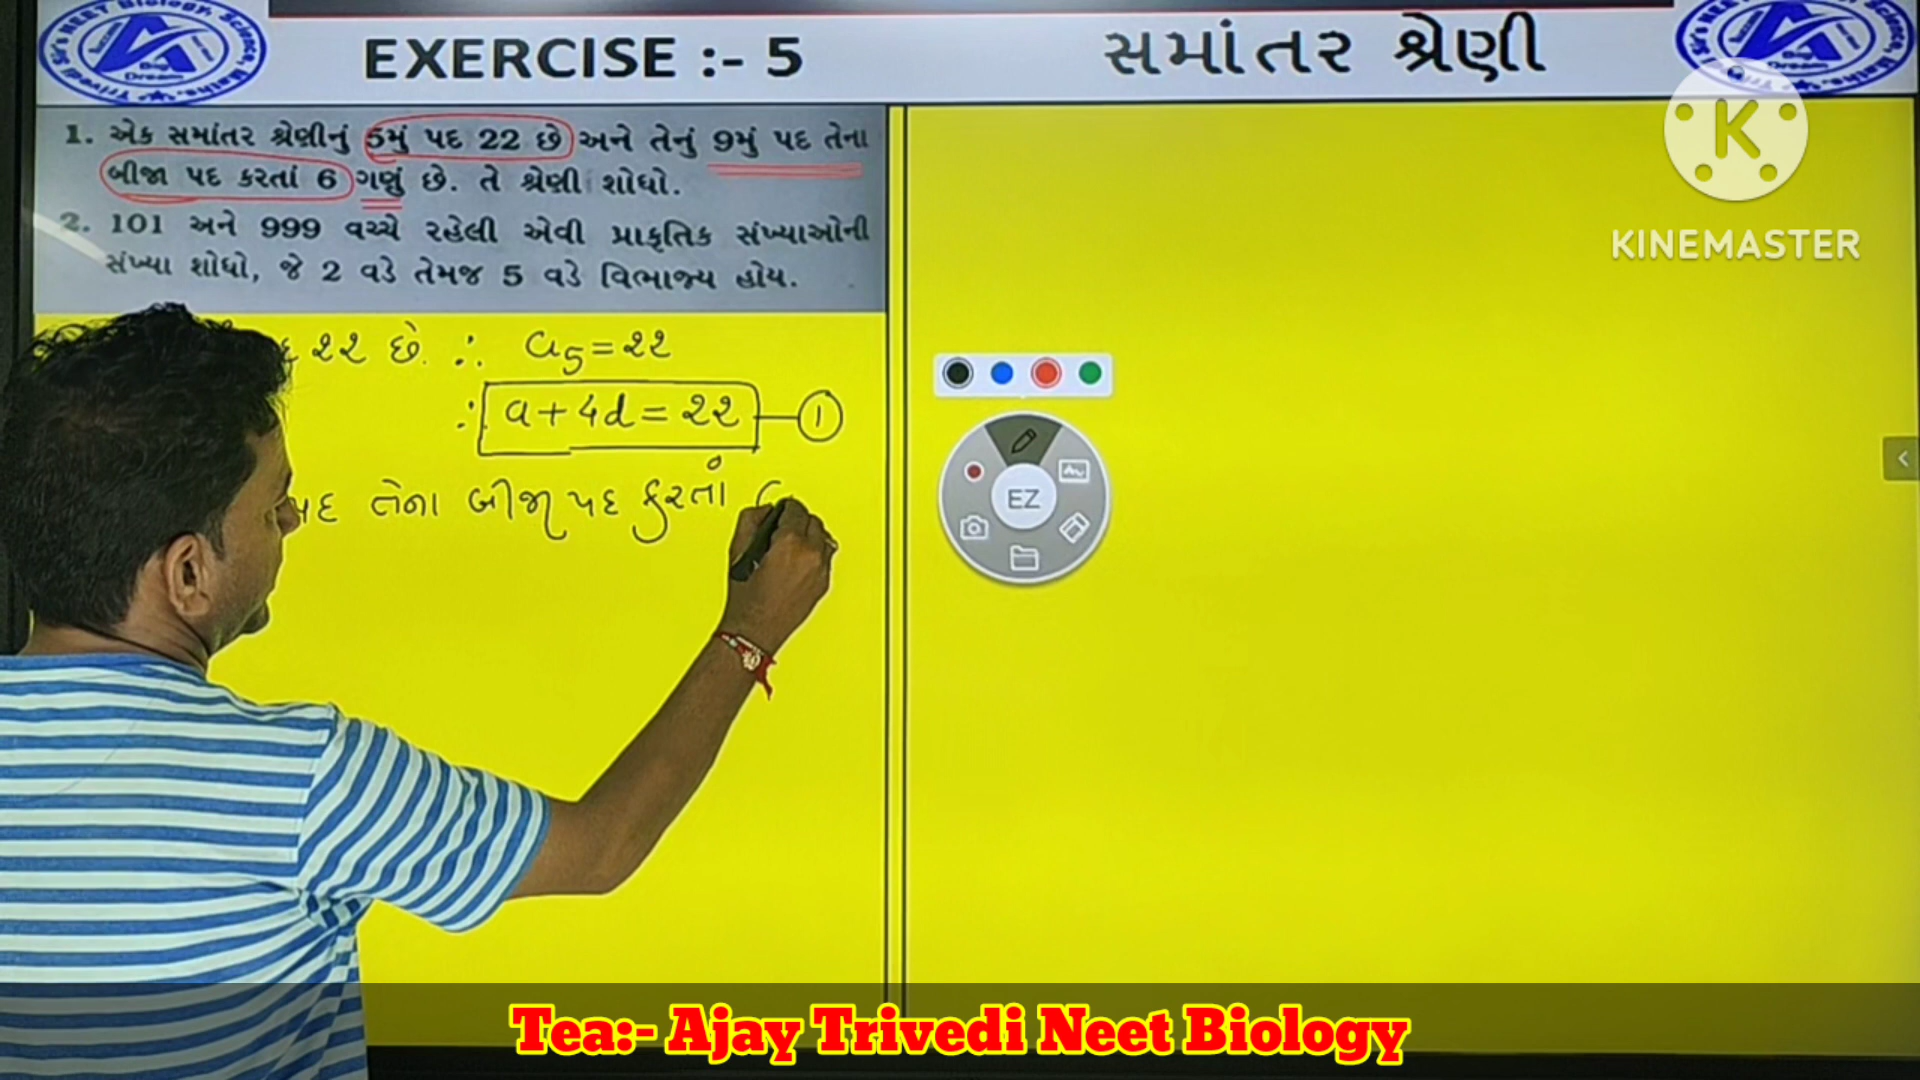 EXERCISE :- 5
સમાંતર શ્રેણી
1. એક સમાંતર શ્રેણીનું 5મું પદ 22 છે અને તેનું 9મું પદ તેના
બીજા પદ કરતાં 6 ગણું છે. તે શ્રેણી શોધો.
2. 101 અને 999 વચ્ચે રહેલી એવી પ્રાકૃતિક સંખ્યાઓની
સંખ્યા શોધો, જે 2 વડે તેમજ 5 વડે વિભાજ્ય હોય.
૨૨ છે. ∴ a₅ = ૨૨
∴ a + 4d = ૨૨ — ①
પદ તેના બીજા પદ કરતાં
EZ
KINEMASTER
Tea:- Ajay Trivedi Neet Biology